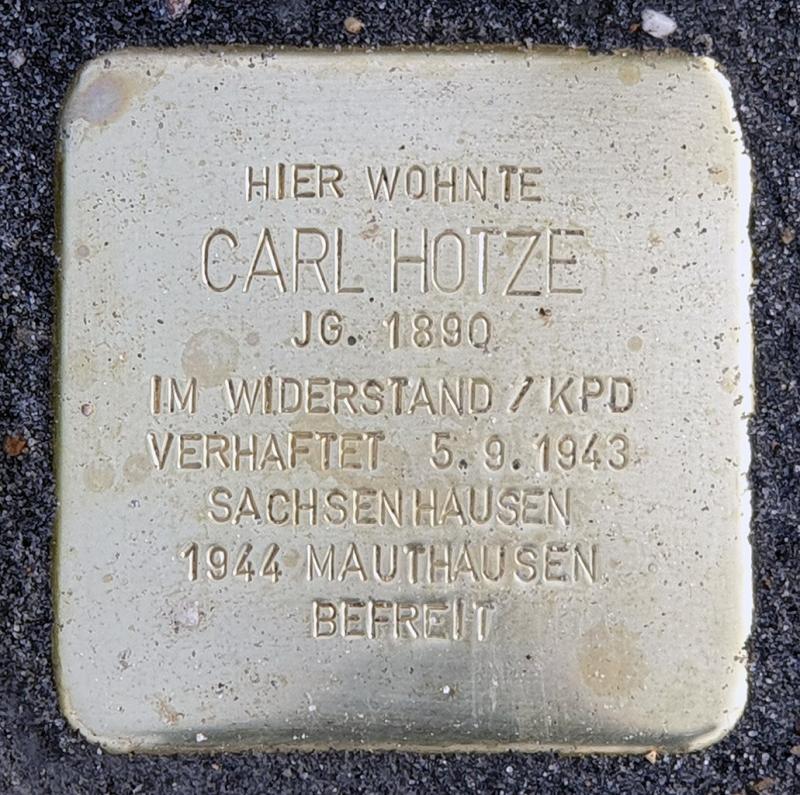 HIER WOHNTE
CARL HOTZE
JG. 1890
IM WIDERSTAND / KPD
VERHAFTET 5.9.1943
SACHSENHAUSEN
1944 MAUTHAUSEN
BEFREIT